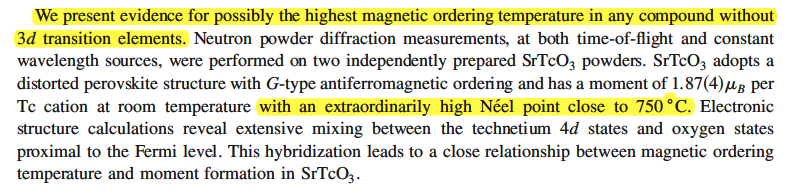 We present evidence for possibly the highest magnetic ordering temperature in any compound without
3d transition elements. Neutron powder diffraction measurements, at both time-of-flight and constant
wavelength sources, were performed on two independently prepared SrTcO₃ powders. SrTcO₃ adopts a
distorted perovskite structure with G-type antiferromagnetic ordering and has a moment of 1.87(4)μ_B per
Tc cation at room temperature with an extraordinarily high Néel point close to 750 °C. Electronic
structure calculations reveal extensive mixing between the technetium 4d states and oxygen states
proximal to the Fermi level. This hybridization leads to a close relationship between magnetic ordering
temperature and moment formation in SrTcO₃.